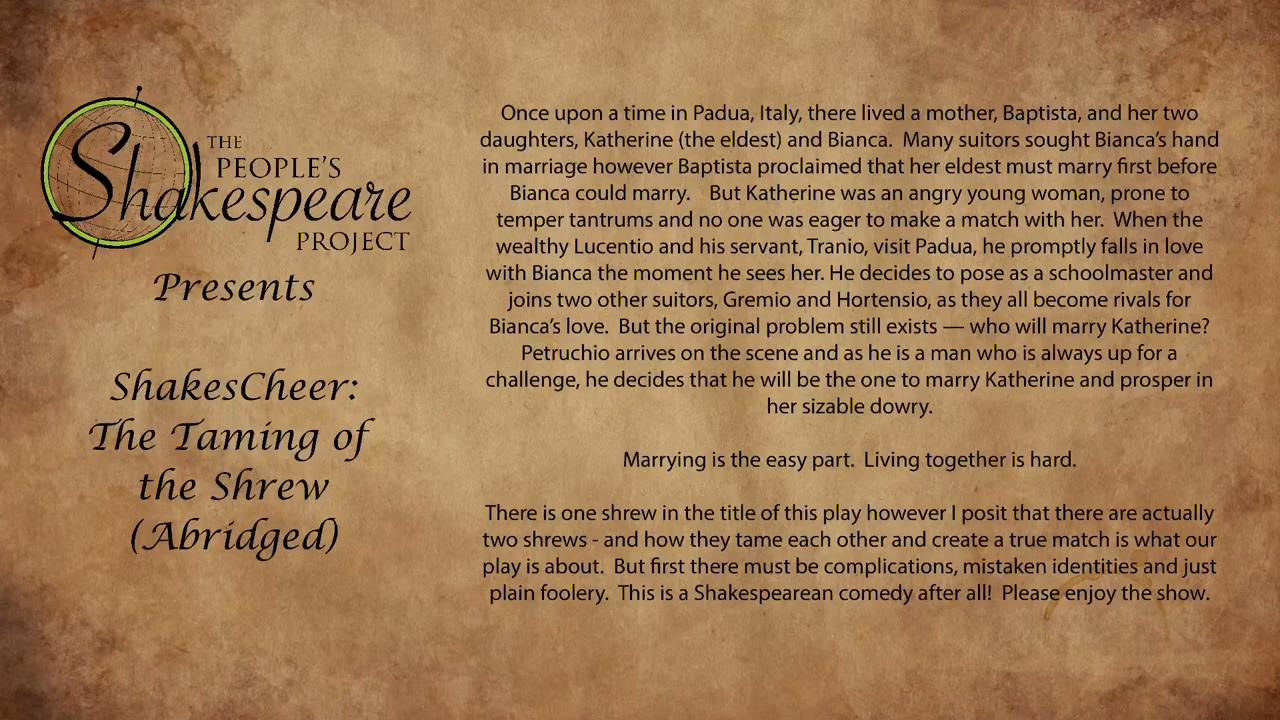 THE
PEOPLE'S
Shakespeare
PROJECT
Presents
ShakesCheer:
The Taming of
the Shrew
(Abridged)
Once upon a time in Padua, Italy, there lived a mother, Baptista, and her two
daughters, Katherine (the eldest) and Bianca.  Many suitors sought Bianca's hand
in marriage however Baptista proclaimed that her eldest must marry first before
Bianca could marry.    But Katherine was an angry young woman, prone to
temper tantrums and no one was eager to make a match with her.  When the
wealthy Lucentio and his servant, Tranio, visit Padua, he promptly falls in love
with Bianca the moment he sees her. He decides to pose as a schoolmaster and
joins two other suitors, Gremio and Hortensio, as they all become rivals for
Bianca's love.  But the original problem still exists — who will marry Katherine?
Petruchio arrives on the scene and as he is a man who is always up for a
challenge, he decides that he will be the one to marry Katherine and prosper in
her sizable dowry.
Marrying is the easy part.  Living together is hard.
There is one shrew in the title of this play however I posit that there are actually
two shrews - and how they tame each other and create a true match is what our
play is about.  But first there must be complications, mistaken identities and just
plain foolery.  This is a Shakespearean comedy after all!  Please enjoy the show.